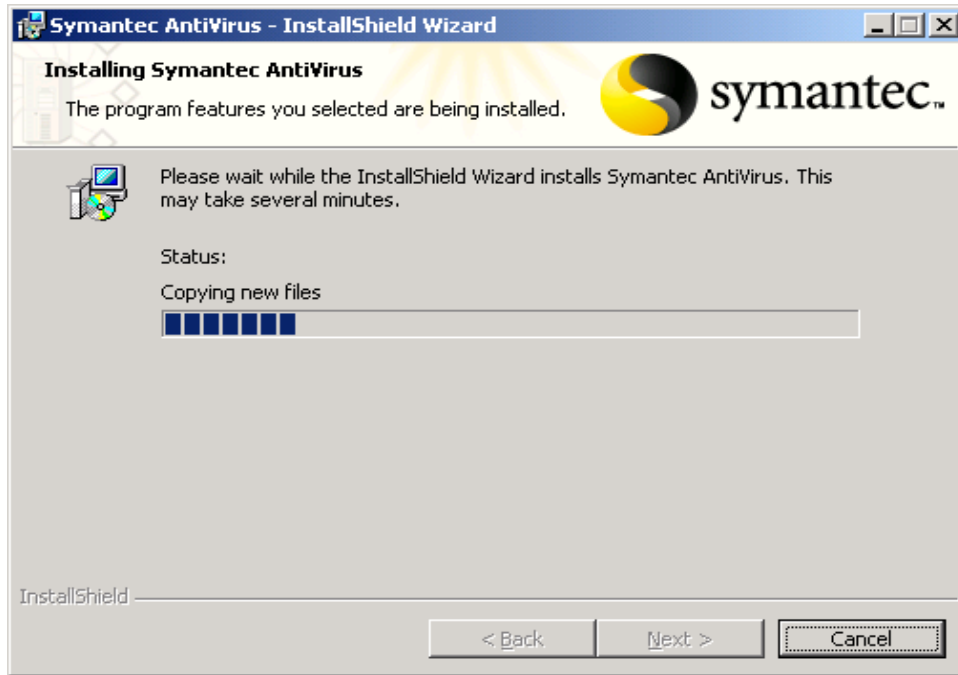 Symantec AntiVirus - InstallShield Wizard
Installing Symantec AntiVirus
The program features you selected are being installed.
symantec™
Please wait while the InstallShield Wizard installs Symantec AntiVirus. This
may take several minutes.
Status:
Copying new files
InstallShield
< Back
Next >
Cancel